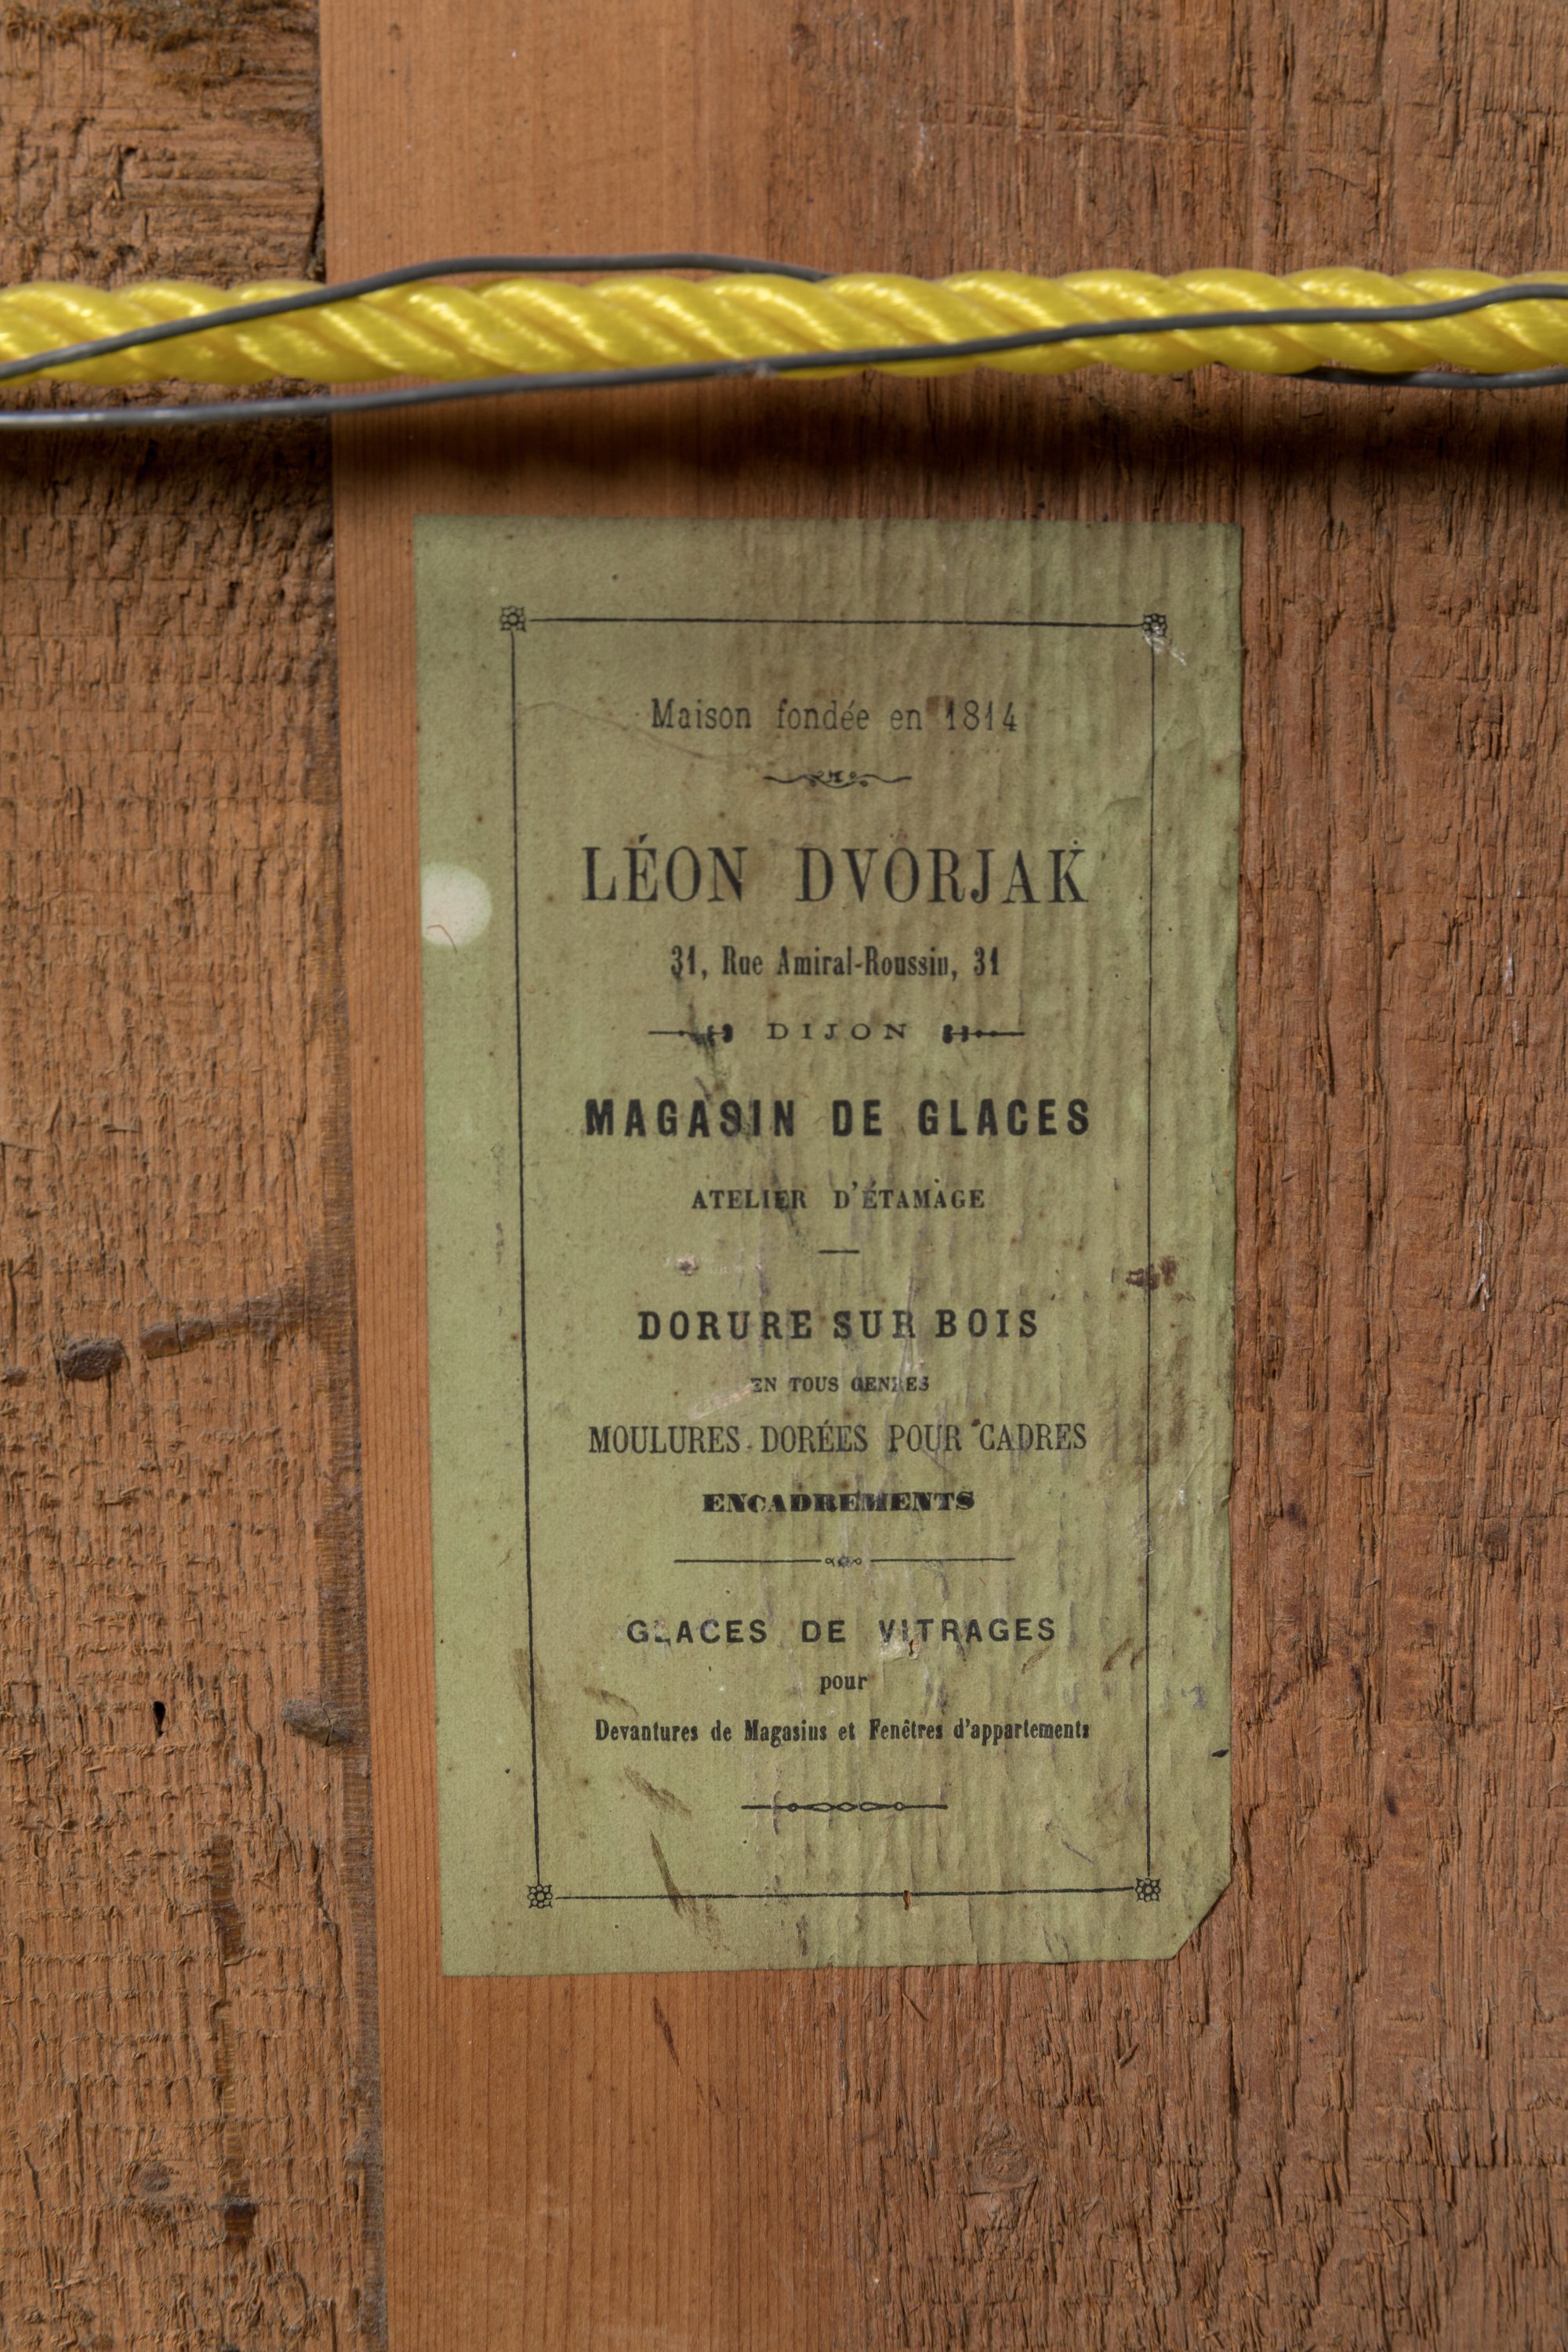 Maison fondée en 1814
LÉON DVORJAK
31, Rue Amiral-Roussin, 31
DIJON
MAGASIN DE GLACES
ATELIER D'ÉTAMAGE
DORURE SUR BOIS
EN TOUS GENRES
MOULURES DORÉES POUR CADRES
ENCADREMENTS
GLACES DE VITRAGES
pour
Devantures de Magasins et Fenêtres d'appartements